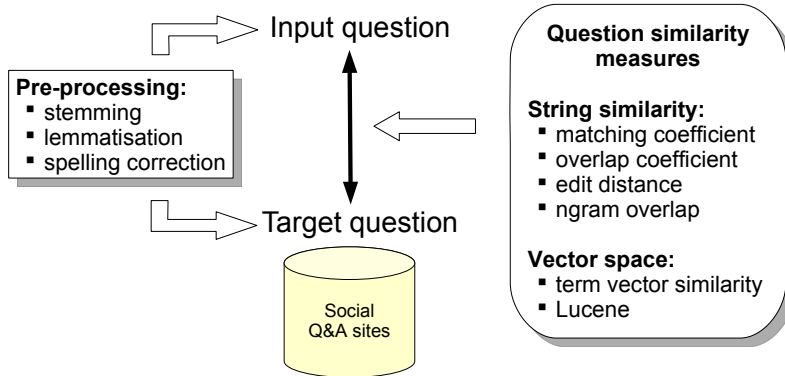 Input question
Pre-processing:
▪ stemming
▪ lemmatisation
▪ spelling correction
Target question
Social
Q&A sites
Question similarity
measures
String similarity:
▪ matching coefficient
▪ overlap coefficient
▪ edit distance
▪ ngram overlap
Vector space:
▪ term vector similarity
▪ Lucene